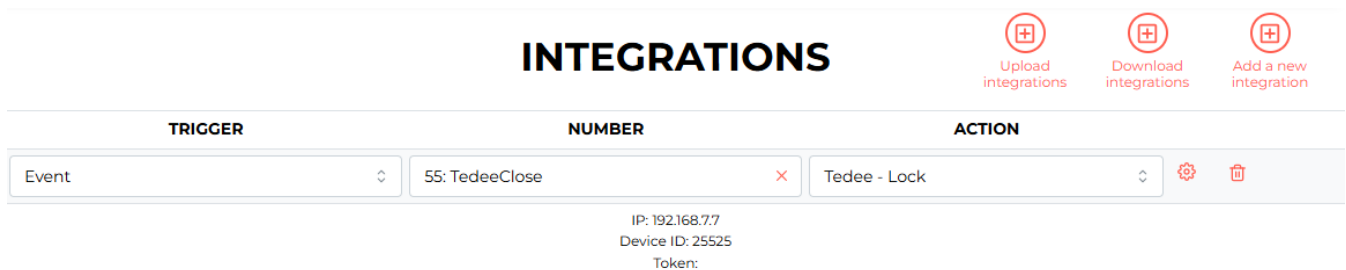 INTEGRATIONS
Upload
integrations
Download
integrations
Add a new
integration
TRIGGER NUMBER ACTION
Event 55: TedeeClose Tedee - Lock
IP: 192.168.7.7
Device ID: 25525
Token: